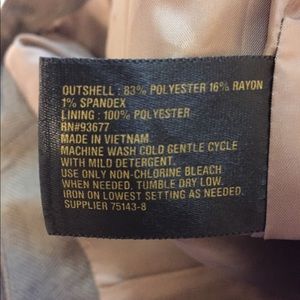 OUTSHELL : 83% POLYESTER 16% RAYON
1% SPANDEX
LINING : 100% POLYESTER
RN#93677
MADE IN VIETNAM
MACHINE WASH COLD GENTLE CYCLE
WITH MILD DETERGENT.
USE ONLY NON-CHLORINE BLEACH
WHEN NEEDED. TUMBLE DRY LOW.
IRON ON LOWEST SETTING AS NEEDED.
SUPPLIER 75143-8